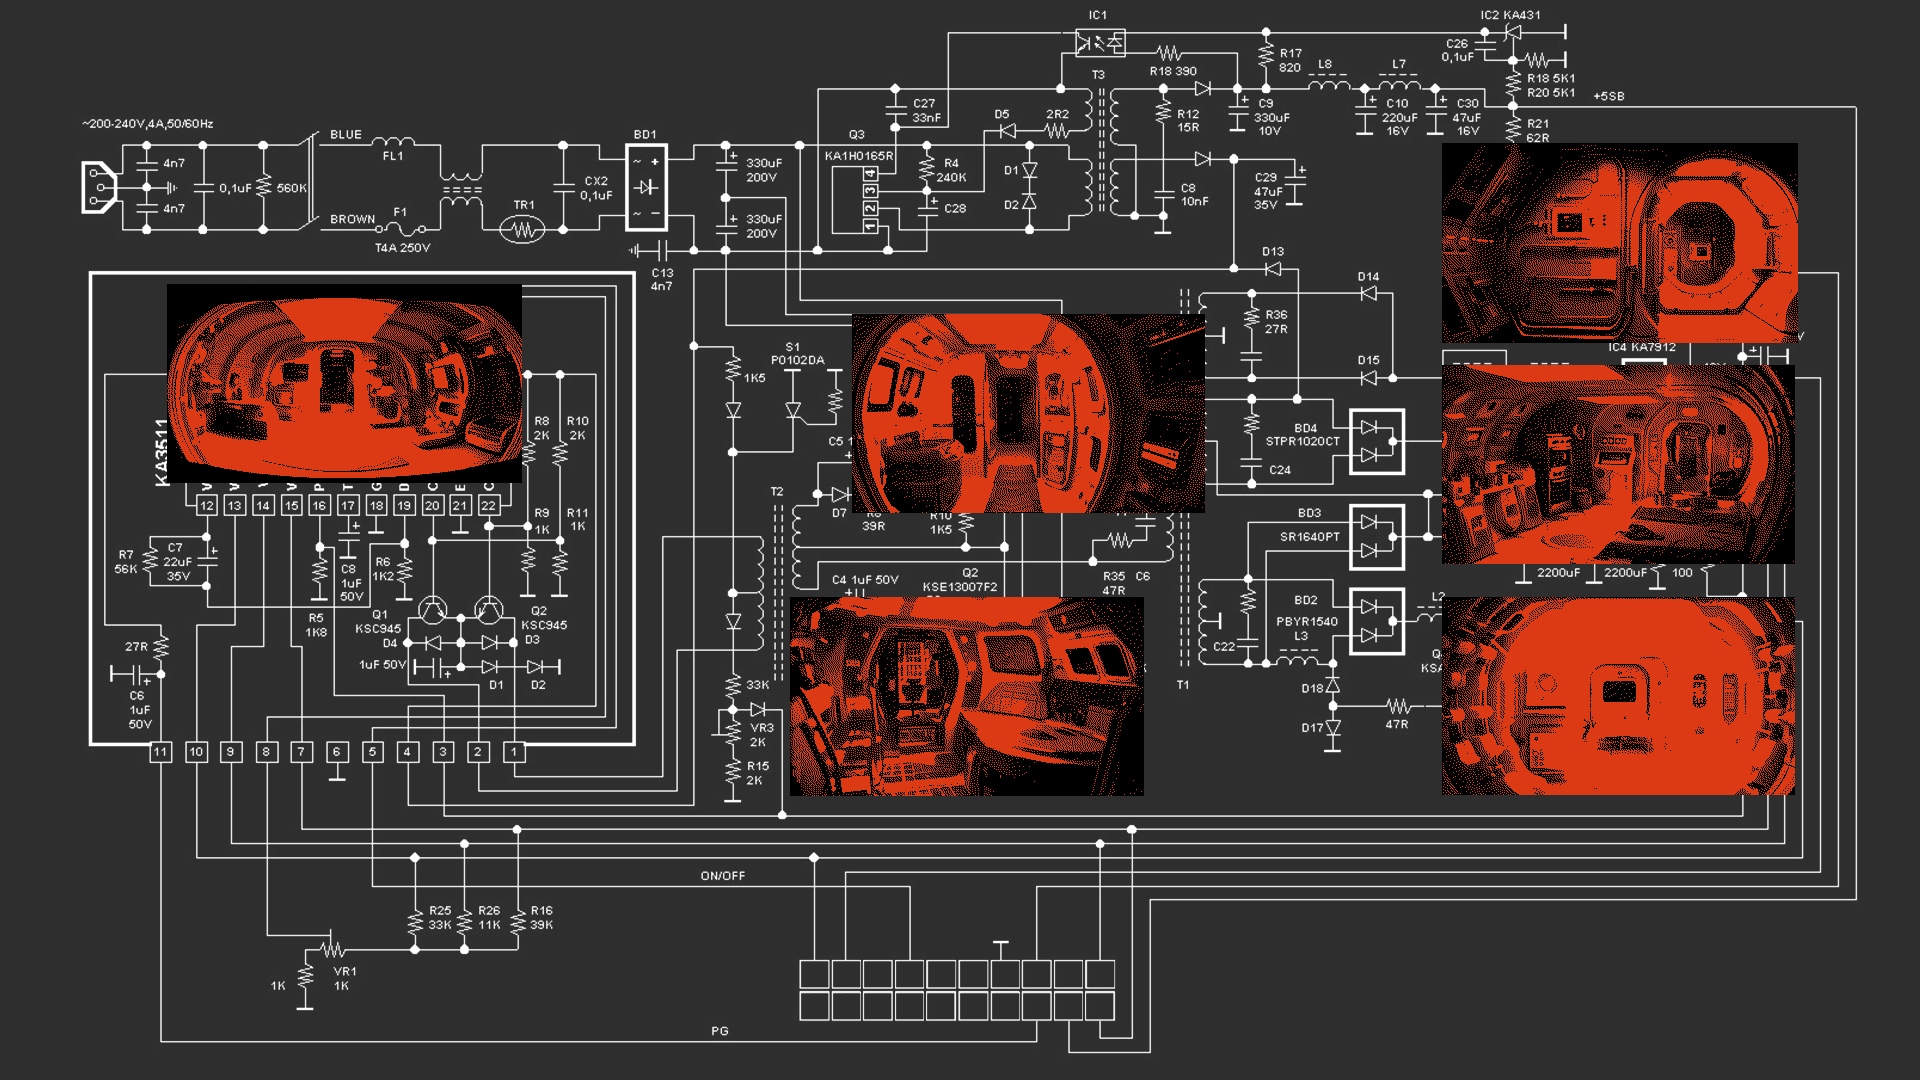 IC1
IC2 KA431
C26
0,1uF
R17
820
L8
L7
R18 390
T3
R18 5K1
R20 5K1
+5SB
C27
33nF
D5
2R2
R12
15R
C9
330uF
10V
C10
220uF
16V
C30
47uF
16V
R21
62R
~200-240V,4A,50/60Hz
BLUE
FL1
BD1
Q3
KA1H0165R
4n7
0,1uF
560K
4n7
CX2
0,1uF
~ +
~ −
330uF
200V
4
3
2
1
R4
240K
D1
D2
C28
C8
10nF
C29
47uF
35V
BROWN
F1
T4A 250V
TR1
330uF
200V
C13
4n7
D13
D14
R36
27R
IC4 KA7912
S1
P0102DA
1K5
D15
KA3511
R8
2K
R10
2K
C5 1
BD4
STPR1020CT
C24
12 13 14 15 16 17 18 19 20 21 22
T2
D7
39R
R10
1K5
R9
1K
R11
1K
BD3
SR1640PT
R7
56K
C7
22uF
35V
C8
1uF
50V
R6
1K2
C4 1uF 50V
Q2
KSE13007F2
R35
47R
C6
2200uF
2200uF
100
R5
1K8
Q1
KSC945
Q2
KSC945
D4
D3
1uF 50V
D1
D2
27R
C6
1uF
50V
BD2
PBYR1540
L3
C22
L2
T1
D18
D17
47R
33K
VR3
2K
R15
2K
11 10 9 8 7 6 5 4 3 2 1
ON/OFF
R25
33K
R26
11K
R16
39K
VR1
1K
1K
PG